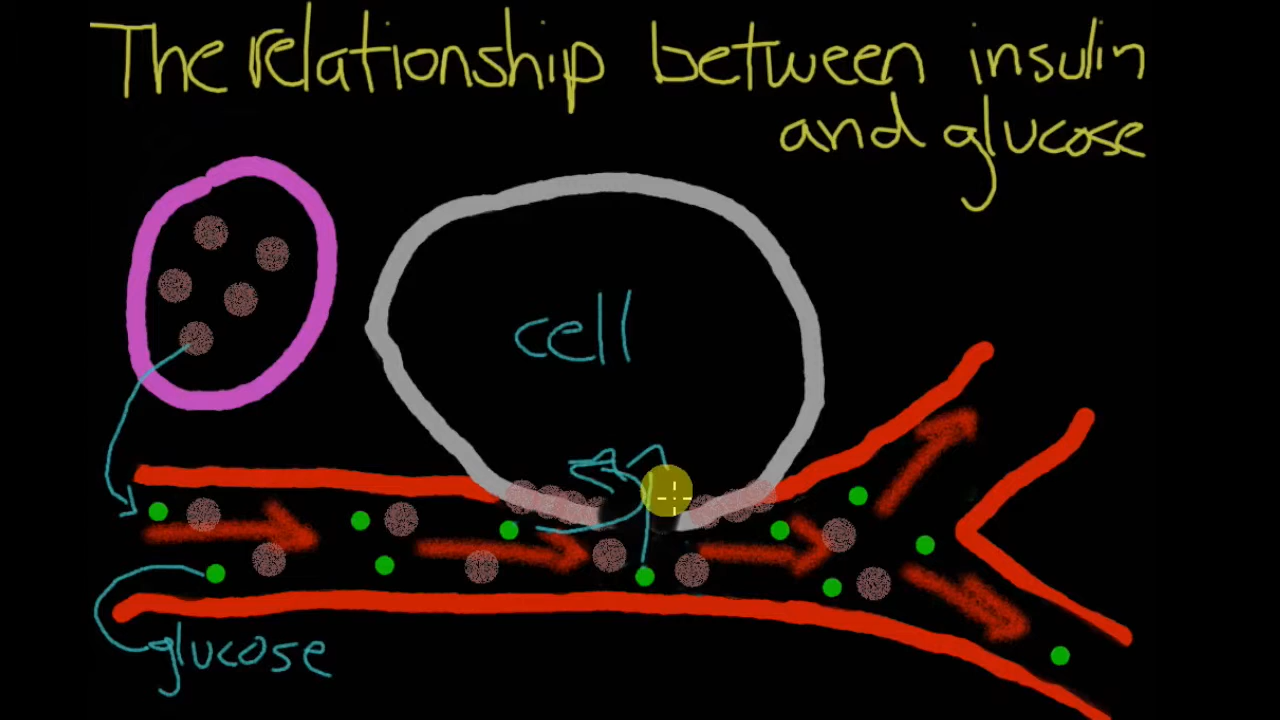 The relationship between insulin
and glucose
cell
glucose